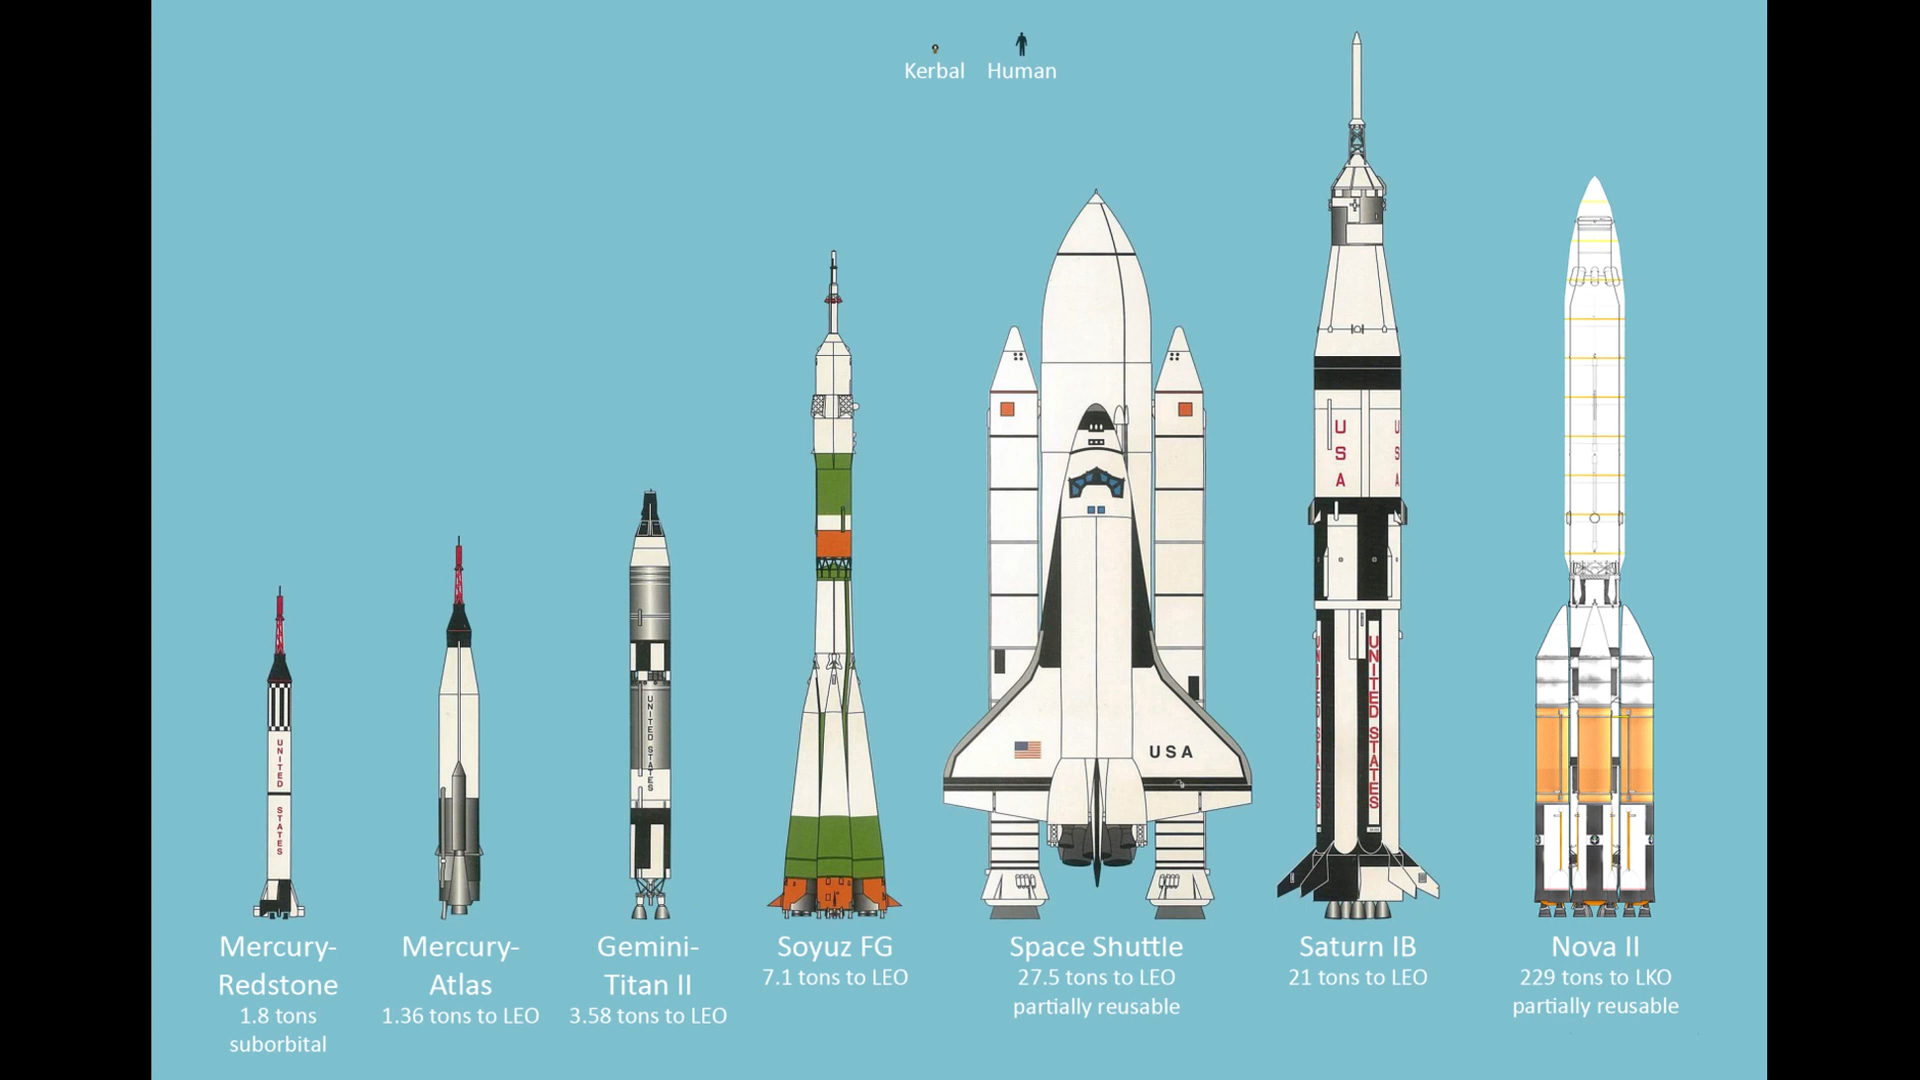 Kerbal Human
USA
USA
UNITED STATES
UNITED STATES
UNITED STATES
UNITED STATES
USA
Mercury-
Redstone
1.8 tons
suborbital
Mercury-
Atlas
1.36 tons to LEO
Gemini-
Titan II
3.58 tons to LEO
Soyuz FG
7.1 tons to LEO
Space Shuttle
27.5 tons to LEO
partially reusable
Saturn IB
21 tons to LEO
Nova II
229 tons to LKO
partially reusable